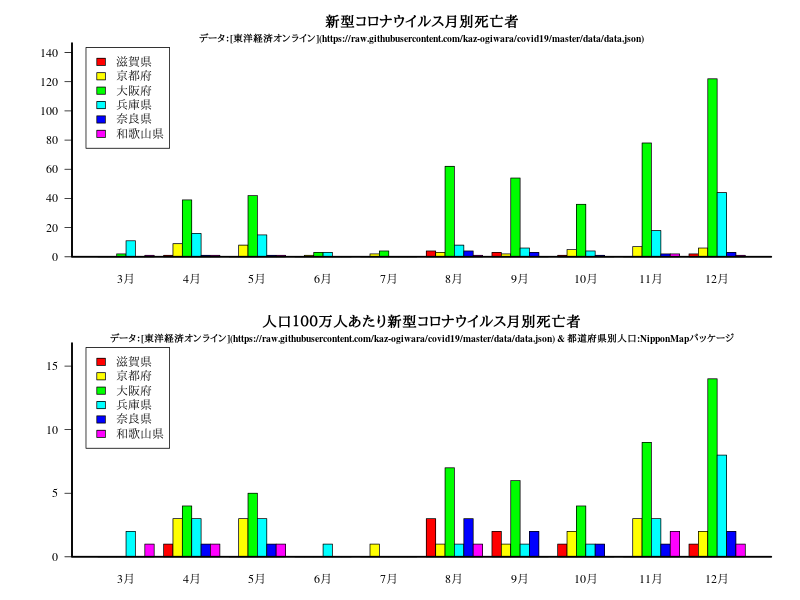 新型コロナウイルス月別死亡者
データ:[東洋経済オンライン](https://raw.githubusercontent.com/kaz-ogiwara/covid19/master/data/data.json)
140
120
100
80
60
40
20
0
滋賀県
京都府
大阪府
兵庫県
奈良県
和歌山県
3月 4月 5月 6月 7月 8月 9月 10月 11月 12月
人口100万人あたり新型コロナウイルス月別死亡者
データ:[東洋経済オンライン](https://raw.githubusercontent.com/kaz-ogiwara/covid19/master/data/data.json) & 都道府県別人口:NipponMapパッケージ
15
10
5
0
滋賀県
京都府
大阪府
兵庫県
奈良県
和歌山県
3月 4月 5月 6月 7月 8月 9月 10月 11月 12月